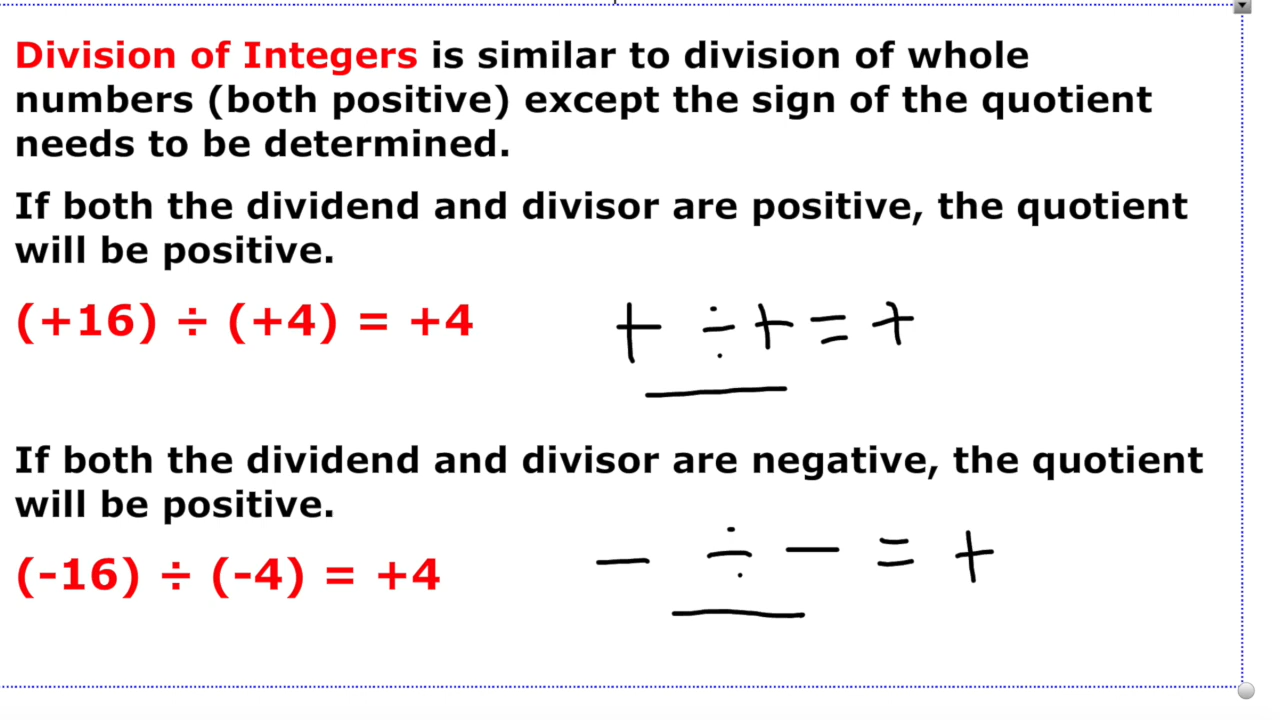 Division of Integers is similar to division of whole
numbers (both positive) except the sign of the quotient
needs to be determined.
If both the dividend and divisor are positive, the quotient
will be positive.
(+16) ÷ (+4) = +4 + ÷ + = +
If both the dividend and divisor are negative, the quotient
will be positive.
(-16) ÷ (-4) = +4 − ÷ − = +